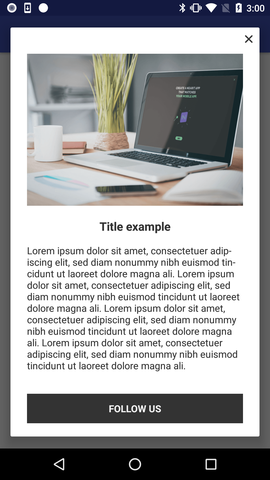 3:00
Title example
Lorem ipsum dolor sit amet, consectetuer adip-
iscing elit, sed diam nonummy nibh euismod tin-
cidunt ut laoreet dolore magna ali. Lorem ipsum
dolor sit amet, consectetuer adipiscing elit, sed
diam nonummy nibh euismod tincidunt ut laoreet
dolore magna ali. Lorem ipsum dolor sit amet,
consectetuer adipiscing elit, sed diam nonummy
nibh euismod tincidunt ut laoreet dolore magna
ali. Lorem ipsum dolor sit amet, consectetuer
adipiscing elit, sed diam nonummy nibh euismod
tincidunt ut laoreet dolore magna ali.
FOLLOW US